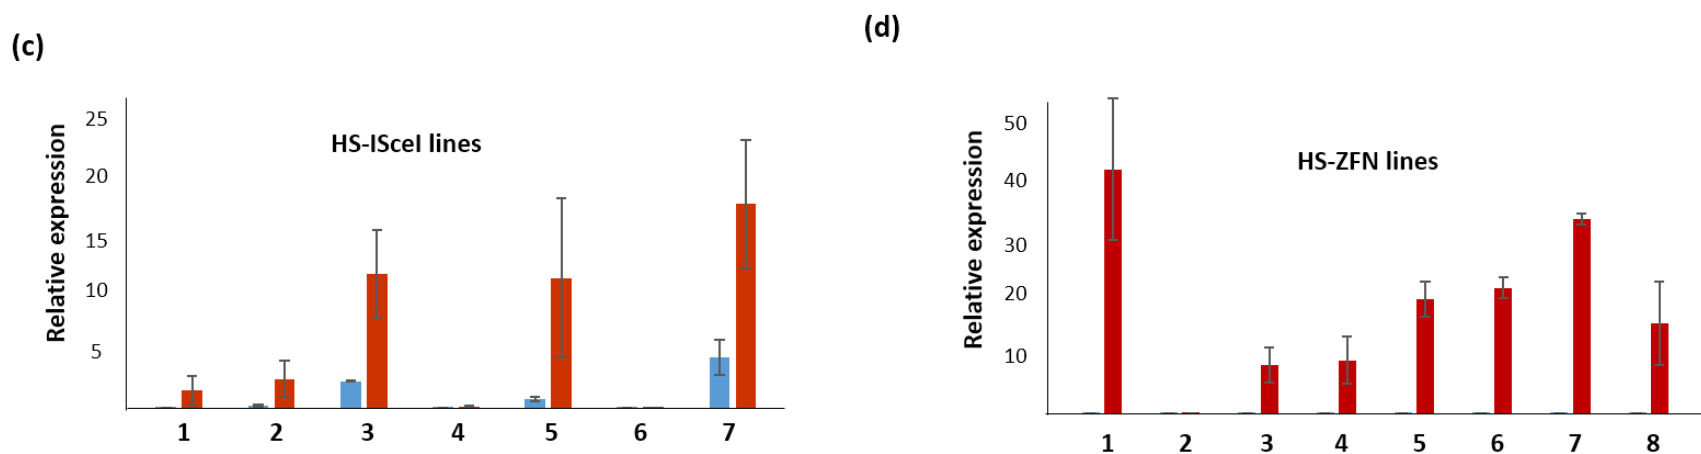 (c)
HS-ISceI lines
Relative expression
25
20
15
10
5
1 2 3 4 5 6 7
(d)
HS-ZFN lines
Relative expression
50
40
30
20
10
1 2 3 4 5 6 7 8